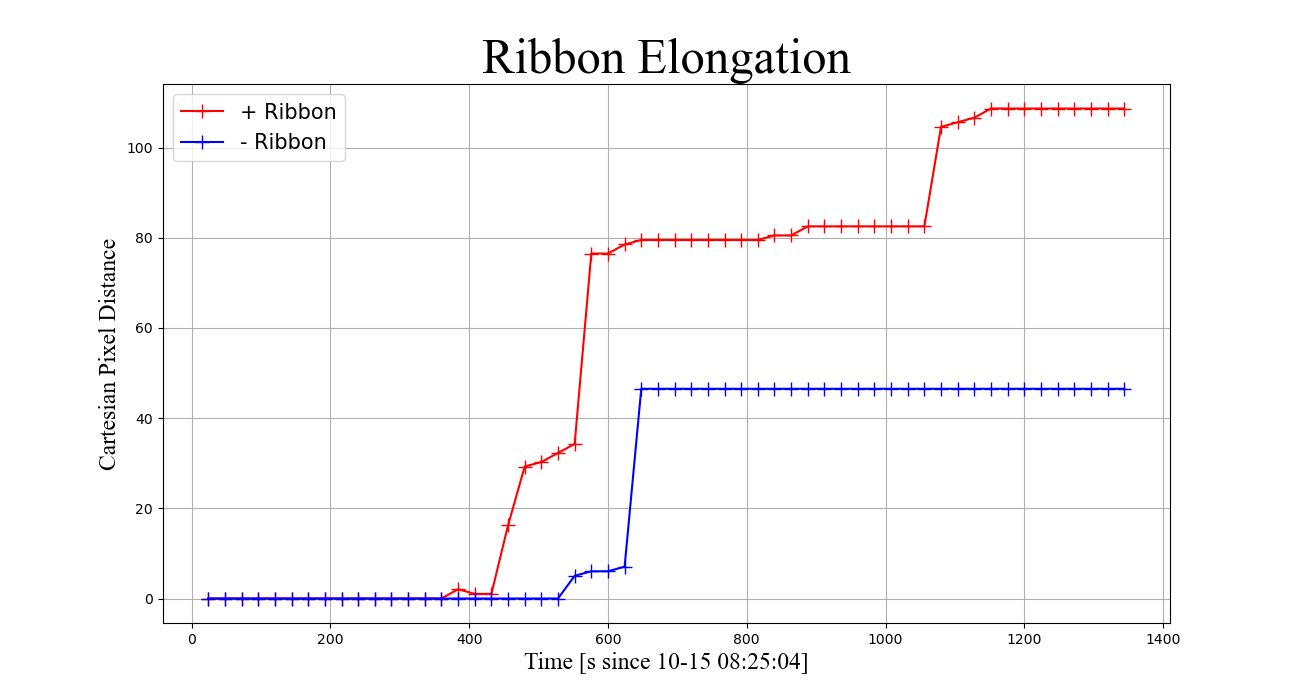 Ribbon Elongation
+ Ribbon
- Ribbon
100
80
60
40
20
0
Cartesian Pixel Distance
0 200 400 600 800 1000 1200 1400
Time [s since 10-15 08:25:04]